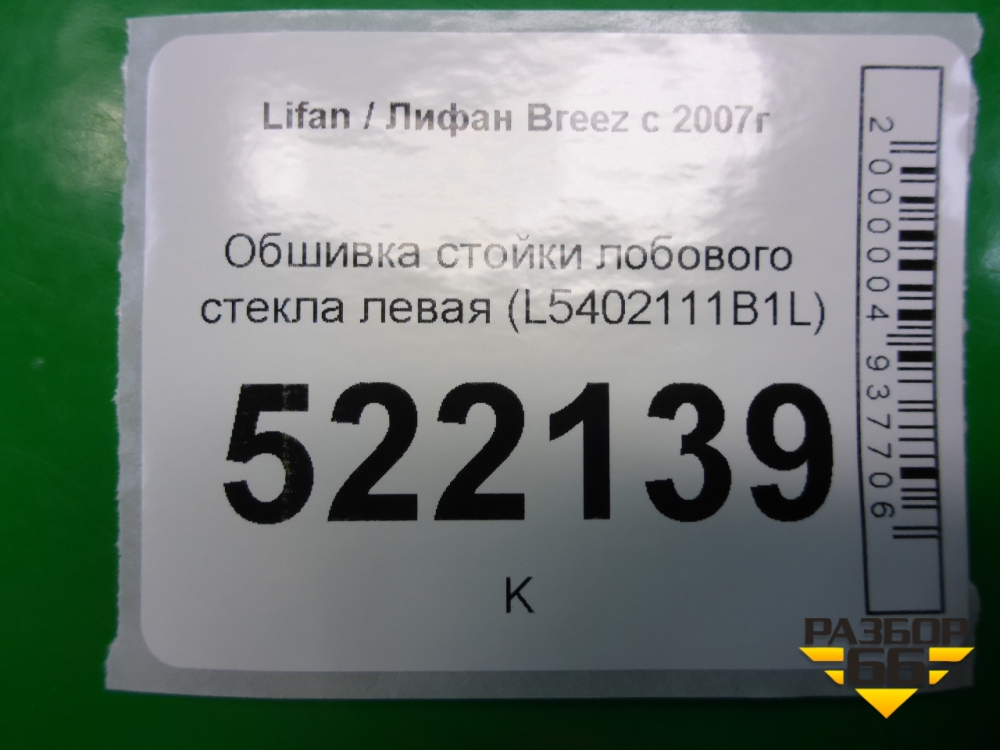 Lifan / Лифан Breez с 2007г
Обшивка стойки лобового
стекла левая (L5402111B1L)
522139
К
2000004937706
РАЗБОР
66